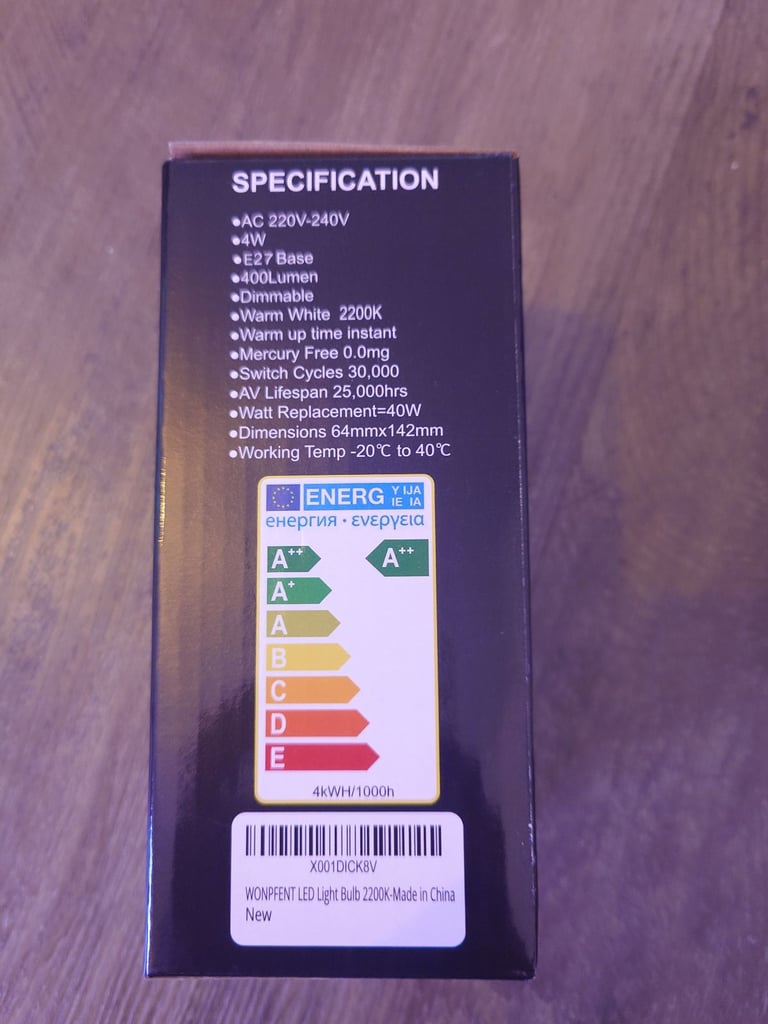 SPECIFICATION
●AC 220V-240V
●4W
●E27 Base
●400Lumen
●Dimmable
●Warm White 2200K
●Warm up time instant
●Mercury Free 0.0mg
●Switch Cycles 30,000
●AV Lifespan 25,000hrs
●Watt Replacement=40W
●Dimensions 64mmx142mm
●Working Temp -20℃ to 40℃
ENERG Y IJA
IE IA
енергия · ενεργεια
A++ A++
A+
A
B
C
D
E
4kWH/1000h
X001DICK8V
WONPFENT LED Light Bulb 2200K-Made in China
New